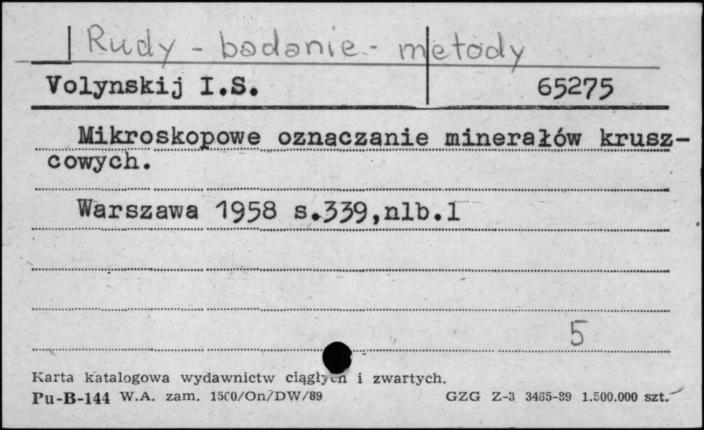 Rudy - badanie - metody
Volynskij I.S. 65275
Mikroskopowe oznaczanie minerałów krusz-
cowych.
Warszawa 1958 s.339,nlb.1
5
Karta katalogowa wydawnictw ciągłych i zwartych.
Pu-B-144 W.A. zam. 1500/On/DW/89 GZG Z-3 3465-89 1.500.000 szt.